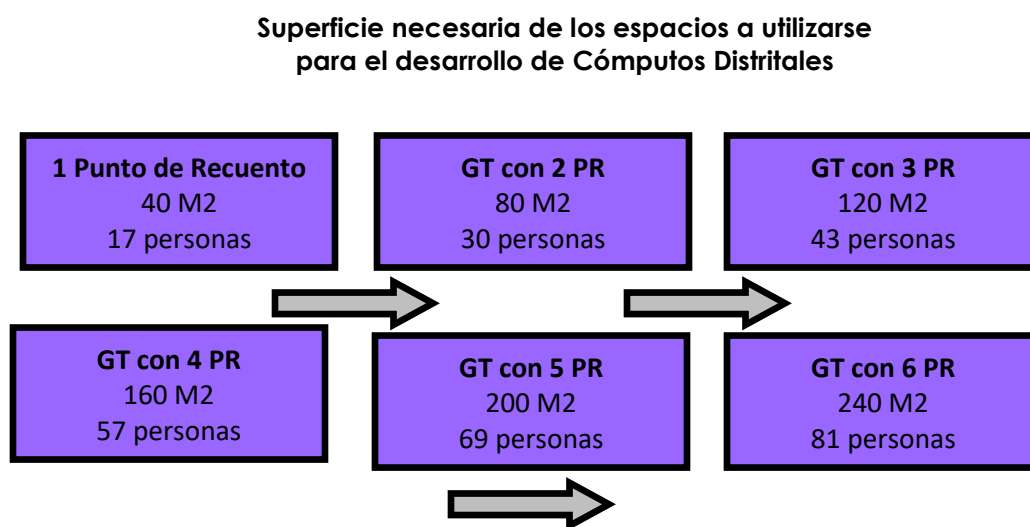 Superficie necesaria de los espacios a utilizarse
para el desarrollo de Cómputos Distritales
1 Punto de Recuento
40 M2
17 personas
GT con 2 PR
80 M2
30 personas
GT con 3 PR
120 M2
43 personas
GT con 4 PR
160 M2
57 personas
GT con 5 PR
200 M2
69 personas
GT con 6 PR
240 M2
81 personas